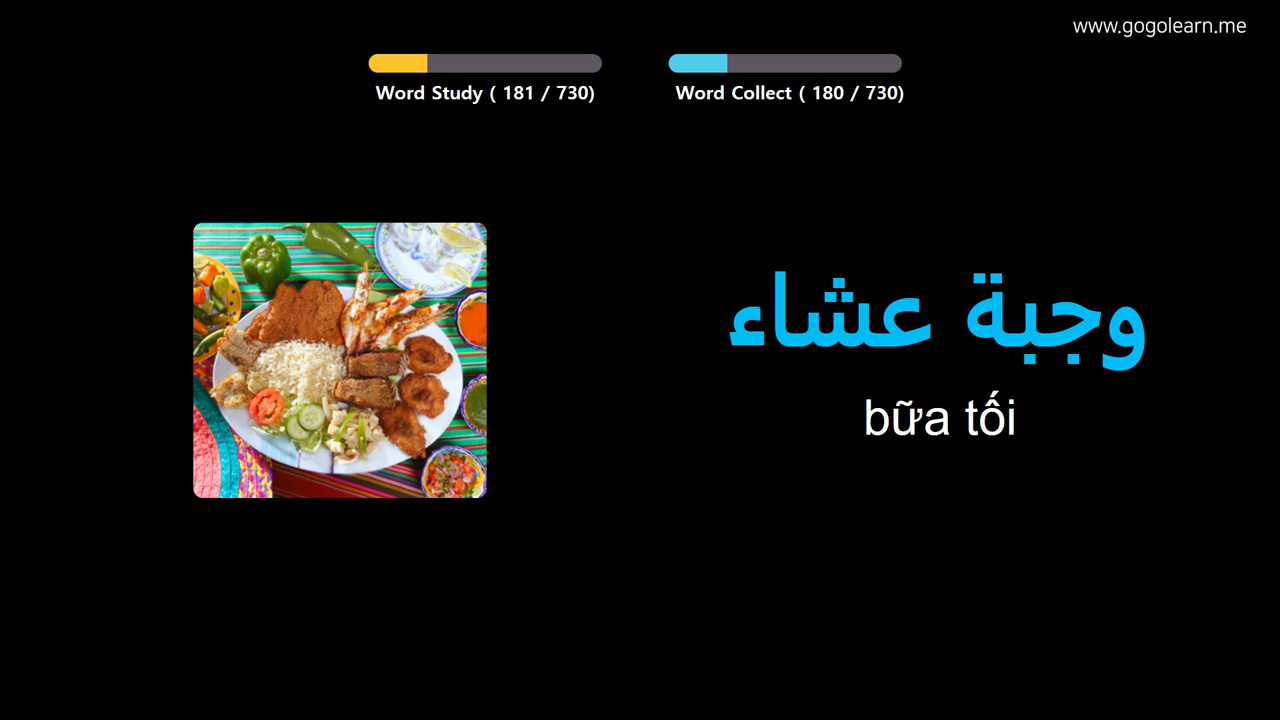 www.gogolearn.me
Word Study ( 181 / 730)
Word Collect ( 180 / 730)
وجبة عشاء
bữa tối